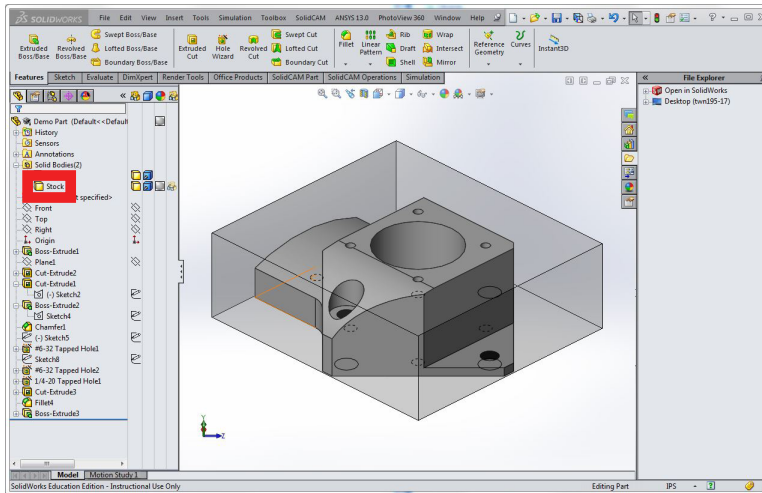 SOLIDWORKS File Edit View Insert Tools Simulation Toolbox SolidCAM ANSYS 13.0 PhotoView 360 Window Help
Extruded Boss/Base
Revolved Boss/Base
Swept Boss/Base
Lofted Boss/Base
Boundary Boss/Base
Extruded Cut
Hole Wizard
Revolved Cut
Swept Cut
Lofted Cut
Boundary Cut
Fillet
Linear Pattern
Rib
Draft
Shell
Wrap
Intersect
Mirror
Reference Geometry
Curves
Instant3D
Features Sketch Evaluate DimXpert Render Tools Office Products SolidCAM Part SolidCAM Operations Simulation
« File Explorer
Open in SolidWorks
Desktop (twn195-17)
«
Demo Part (Default<<Default
History
Sensors
Annotations
Solid Bodies(2)
Stock
t specified>
Front
Top
Right
Origin
Boss-Extrude1
Plane1
Cut-Extrude2
Cut-Extrude1
(-) Sketch2
Boss-Extrude2
Sketch4
Chamfer1
(-) Sketch5
#6-32 Tapped Hole1
Sketch8
#6-32 Tapped Hole2
1/4-20 Tapped Hole1
Cut-Extrude3
Fillet4
Boss-Extrude3
Y
Z
Model Motion Study 1
SolidWorks Education Edition - Instructional Use Only Editing Part IPS